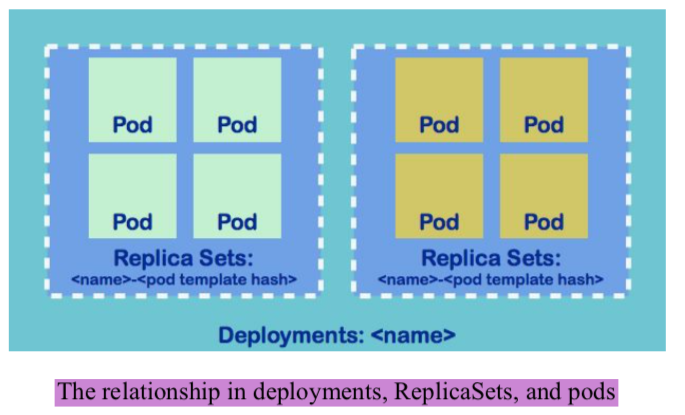 Pod Pod Pod Pod
Pod Pod Pod Pod
Replica Sets: Replica Sets:
<name>-<pod template hash> <name>-<pod template hash>
Deployments: <name>
The relationship in deployments, ReplicaSets, and pods